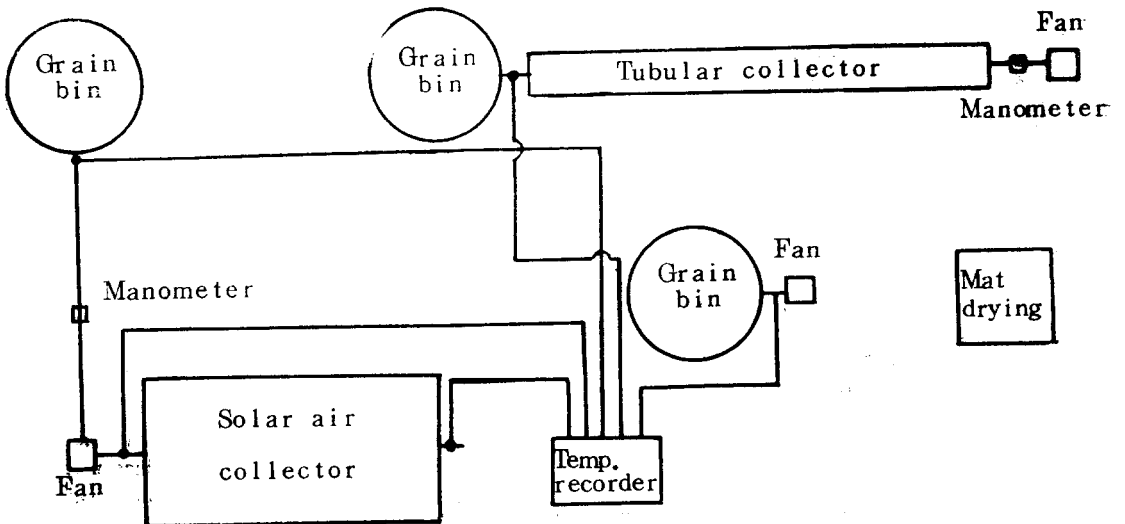 Fan
Grain
bin
Grain
bin
Tubular collector
Manometer
Grain
bin
Fan
Mat
drying
Manometer
Solar air
collector
Fan
Temp.
recorder